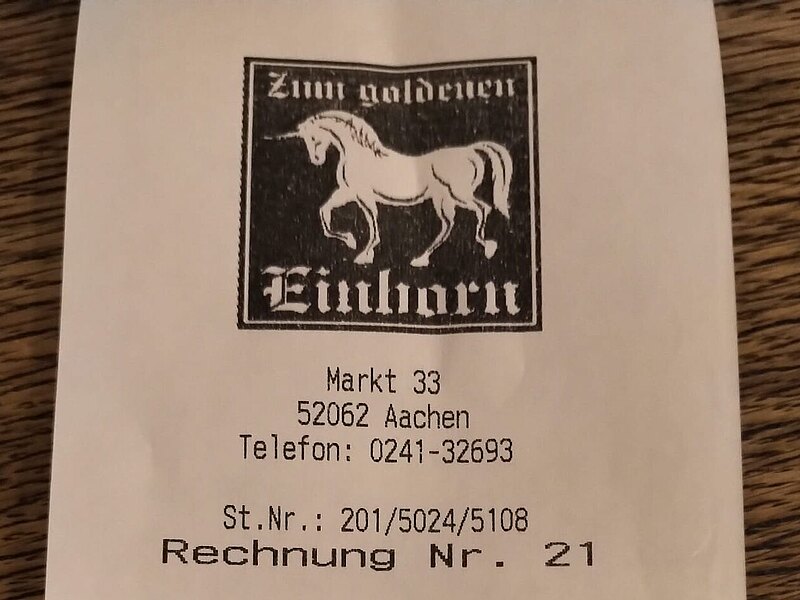 Zum goldenen
Einhorn
Markt 33
52062 Aachen
Telefon: 0241-32693
St.Nr.: 201/5024/5108
Rechnung Nr. 21